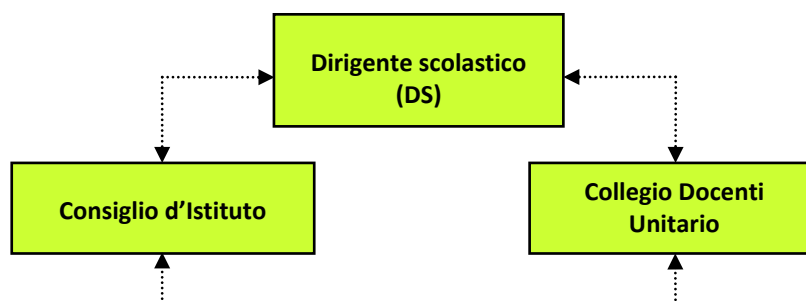 Dirigente scolastico
(DS)
Consiglio d’Istituto
Collegio Docenti
Unitario